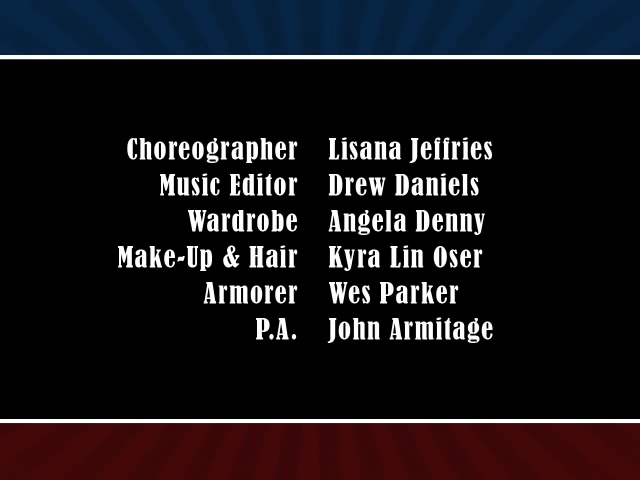 Choreographer Lisana Jeffries
Music Editor Drew Daniels
Wardrobe Angela Denny
Make-Up & Hair Kyra Lin Oser
Armorer Wes Parker
P.A. John Armitage